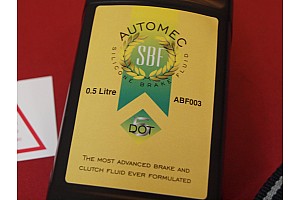 AUTOMEC
SILICONE BRAKE FLUID
SBF
0.5 Litre
ABF003
5
DOT
THE MOST ADVANCED BRAKE AND
CLUTCH FLUID EVER FORMULATED